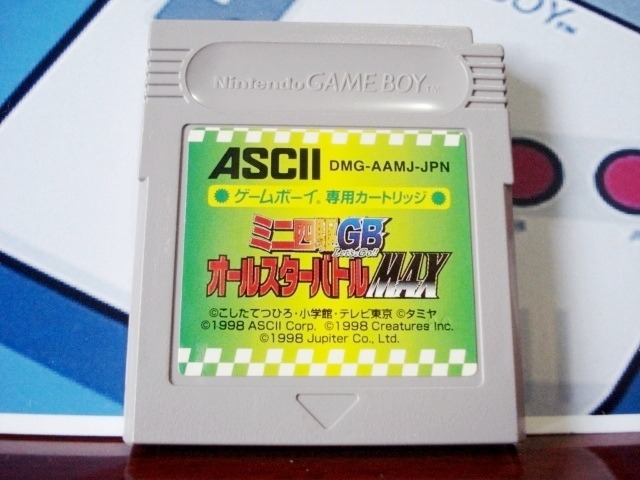 BOY™
Nintendo GAME BOY™
ASCII DMG-AAMJ-JPN
ゲームボーイ® 専用カートリッジ
ミニ四駆GB
Let's Go!!
オールスターバトルMAX
©こしたてつひろ・小学館・テレビ東京 ©タミヤ
©1998 ASCII Corp. ©1998 Creatures Inc.
©1998 Jupiter Co., Ltd.